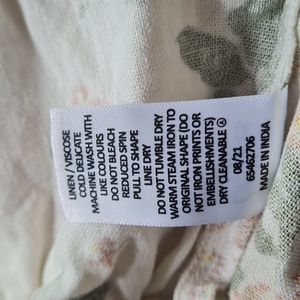 LINEN / VISCOSE
COLD DELICATE
MACHINE WASH WITH
LIKE COLOURS
DO NOT BLEACH
REDUCED SPIN
PULL TO SHAPE
LINE DRY
DO NOT TUMBLE DRY
WARM STEAM IRON TO
ORIGINAL SHAPE (DO
NOT IRON PRINTS OR
EMBELLISHMENTS)
DRY CLEANABLE Ⓐ
08/21
65462706
MADE IN INDIA